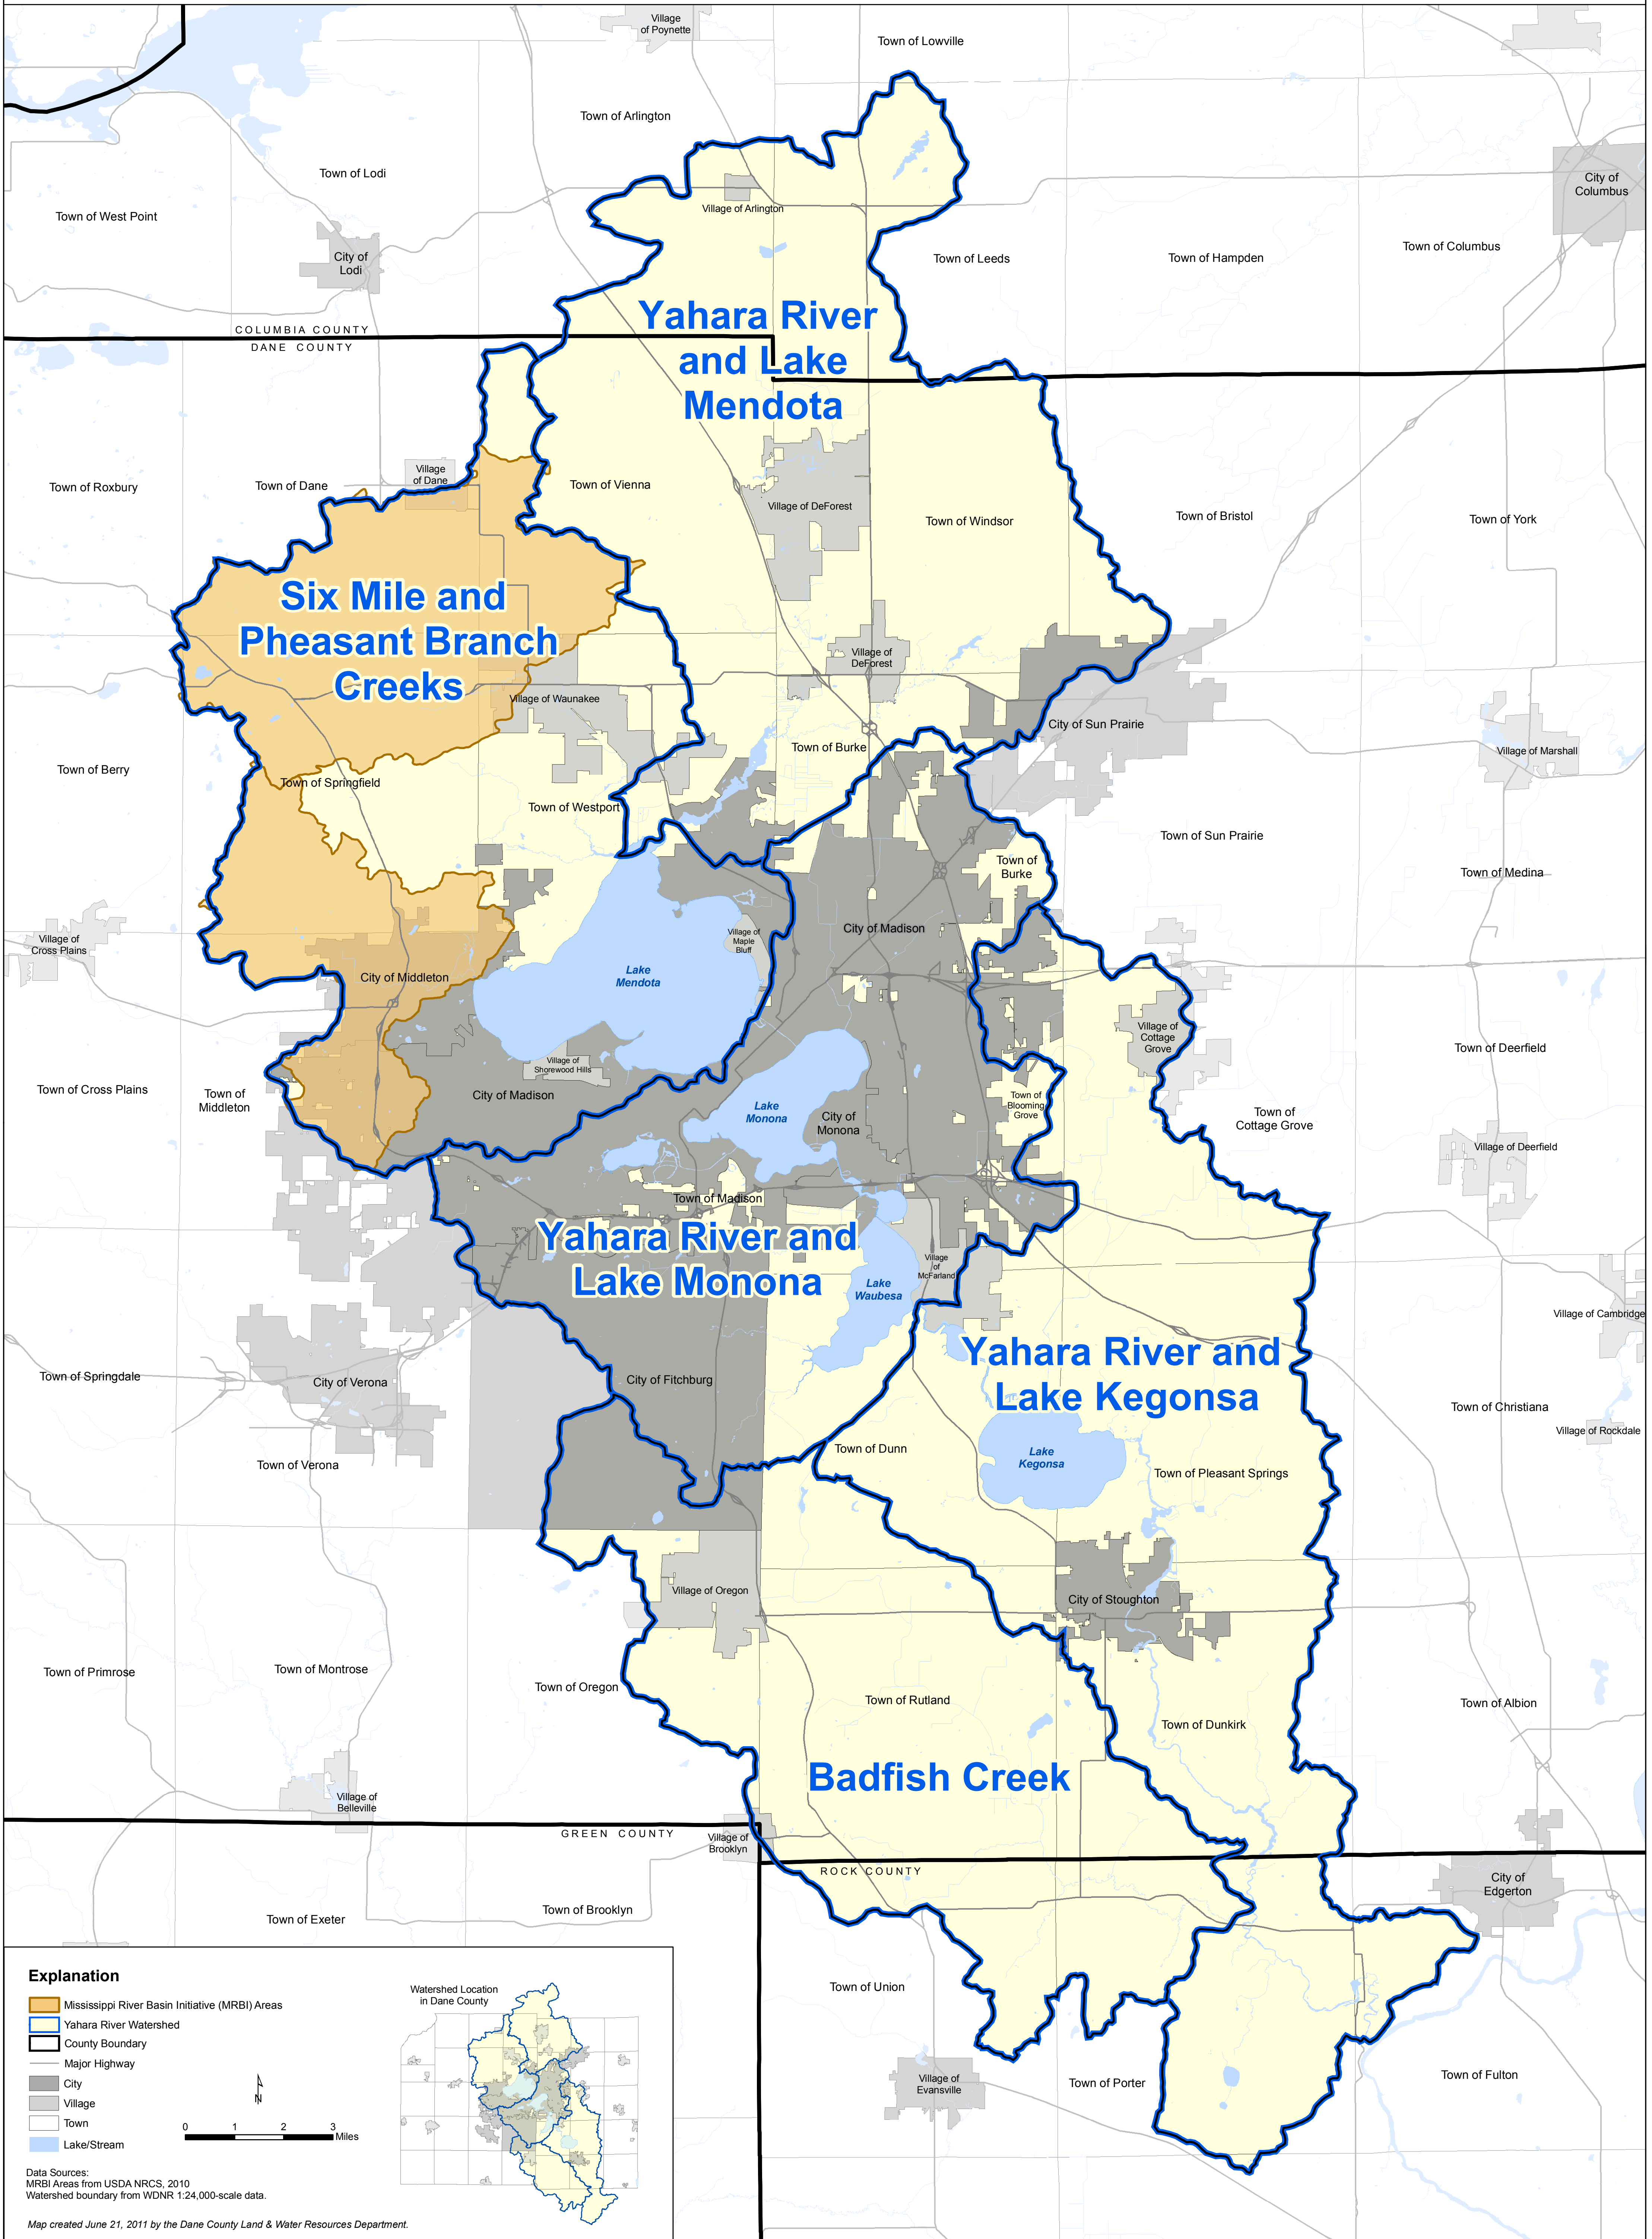 Village
of Poynette
Town of Lowville
Town of Arlington
Town of Lodi
City of
Columbus
Town of West Point
Village of Arlington
City of
Lodi
Town of Leeds
Town of Hampden
Town of Columbus
Yahara River
and Lake
Mendota
COLUMBIA COUNTY
DANE COUNTY
Town of Roxbury
Town of Dane
Village
of Dane
Town of Vienna
Village of DeForest
Town of Windsor
Town of Bristol
Town of York
Six Mile and
Pheasant Branch
Creeks
Village of
DeForest
Village of Waunakee
City of Sun Prairie
Town of Burke
Village of Marshall
Town of Berry
Town of Springfield
Town of Westport
Town of Sun Prairie
Town of
Burke
Town of Medina
Village of
Cross Plains
Village of
Maple
Bluff
City of Madison
City of Middleton
Lake
Mendota
Village of
Cottage
Grove
Town of Deerfield
Village of
Shorewood Hills
Town of Cross Plains
Town of
Middleton
City of Madison
Lake
Monona
City of
Monona
Town of
Blooming
Grove
Town of
Cottage Grove
Village of Deerfield
Town of Madison
Yahara River and
Lake Monona
Village
of
McFarland
Lake
Waubesa
Village of Cambridge
Yahara River and
Lake Kegonsa
Town of Springdale
City of Verona
City of Fitchburg
Town of Christiana
Village of Rockdale
Town of Verona
Town of Dunn
Lake
Kegonsa
Town of Pleasant Springs
Village of Oregon
City of Stoughton
Town of Primrose
Town of Montrose
Town of Oregon
Town of Rutland
Town of Albion
Town of Dunkirk
Badfish Creek
Village of
Belleville
GREEN COUNTY
Village of
Brooklyn
ROCK COUNTY
City of
Edgerton
Town of Exeter
Town of Brooklyn
Town of Union
Village of
Evansville
Town of Porter
Town of Fulton
Explanation
Mississippi River Basin Initiative (MRBI) Areas
Yahara River Watershed
County Boundary
Major Highway
City
Village
Town
Lake/Stream
N
0 1 2 3
Miles
Watershed Location
in Dane County
Data Sources:
MRBI Areas from USDA NRCS, 2010
Watershed boundary from WDNR 1:24,000-scale data.
Map created June 21, 2011 by the Dane County Land & Water Resources Department.